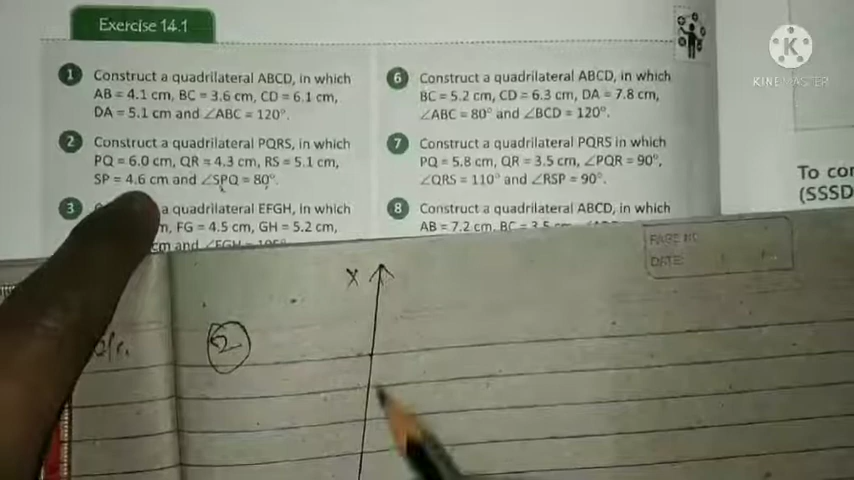 Exercise 14.1
1 Construct a quadrilateral ABCD, in which
AB = 4.1 cm, BC = 3.6 cm, CD = 6.1 cm,
DA = 5.1 cm and ∠ABC = 120°.
2 Construct a quadrilateral PQRS, in which
PQ = 6.0 cm, QR = 4.3 cm, RS = 5.1 cm,
SP = 4.6 cm and ∠SPQ = 80°.
3 a quadrilateral EFGH, in which
FG = 4.5 cm, GH = 5.2 cm,
cm and
6 Construct a quadrilateral ABCD, in which
BC = 5.2 cm, CD = 6.3 cm, DA = 7.8 cm,
∠ABC = 80° and ∠BCD = 120°.
7 Construct a quadrilateral PQRS in which
PQ = 5.8 cm, QR = 3.5 cm, ∠PQR = 90°,
∠QRS = 110° and ∠RSP = 90°.
8 Construct a quadrilateral ABCD, in which
AB = 7.2 cm, BC = 3.5 cm,
K
KINEMASTER
To con
(SSSD
PAGE NO
DATE:
X
2